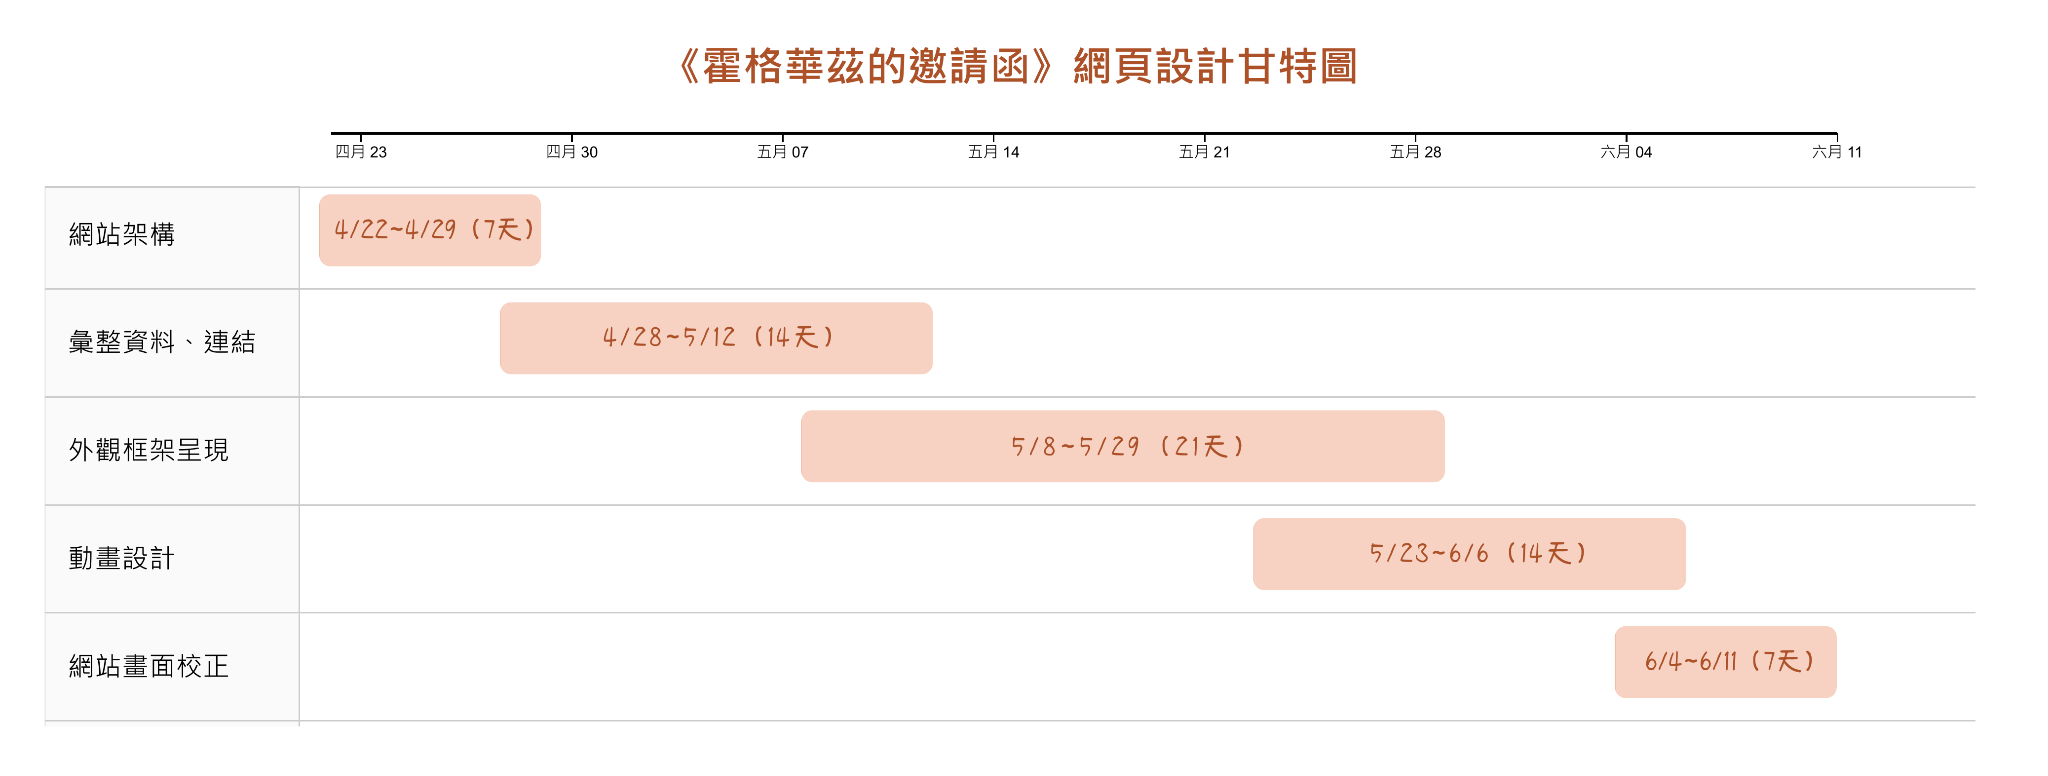 《霍格華茲的邀請函》網頁設計甘特圖
四月 23 四月 30 五月 07 五月 14 五月 21 五月 28 六月 04 六月 11
網站架構 4/22~4/29（7天）
彙整資料、連結 4/28~5/12（14天）
外觀框架呈現 5/8~5/29（21天）
動畫設計 5/23~6/6（14天）
網站畫面校正 6/4~6/11（7天）